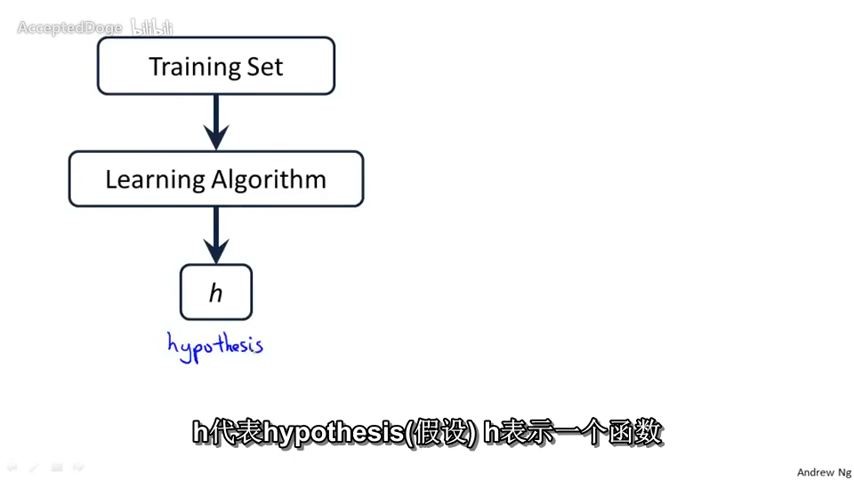 AcceptedDoge bilibili
Training Set
Learning Algorithm
h
hypothesis
h代表hypothesis(假设) h表示一个函数
Andrew Ng